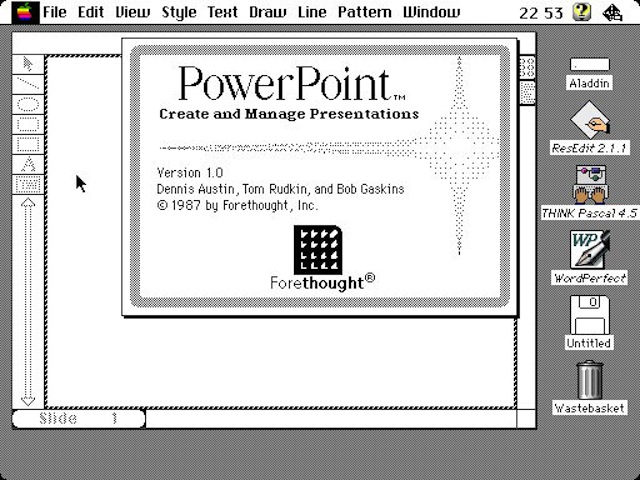 File Edit View Style Text Draw Line Pattern Window 22 53
PowerPoint™
Create and Manage Presentations
Version 1.0
Dennis Austin, Tom Rudkin, and Bob Gaskins
© 1987 by Forethought, Inc.
Forethought®
A
Slide 1
Aladdin
ResEdit 2.1.1
THINK Pascal 4.5
WP
WordPerfect
Untitled
Wastebasket